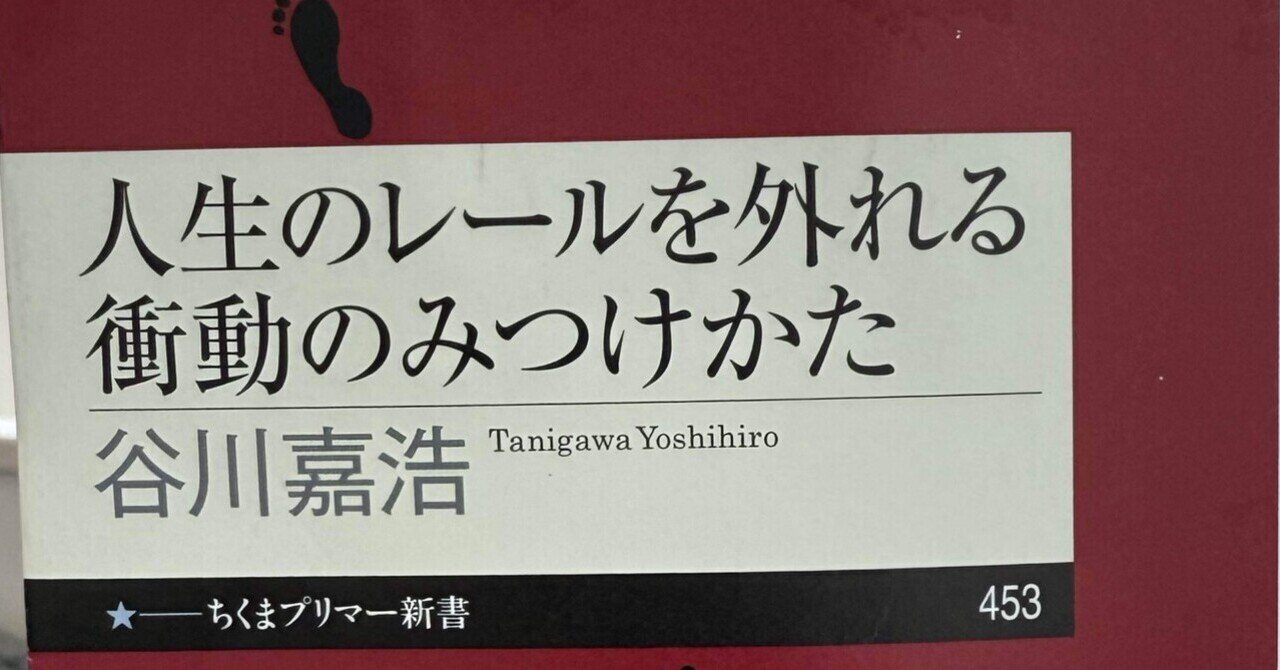 人生のレールを外れる
衝動のみつけかた
谷川嘉浩 Tanigawa Yoshihiro
★――ちくまプリマー新書 453